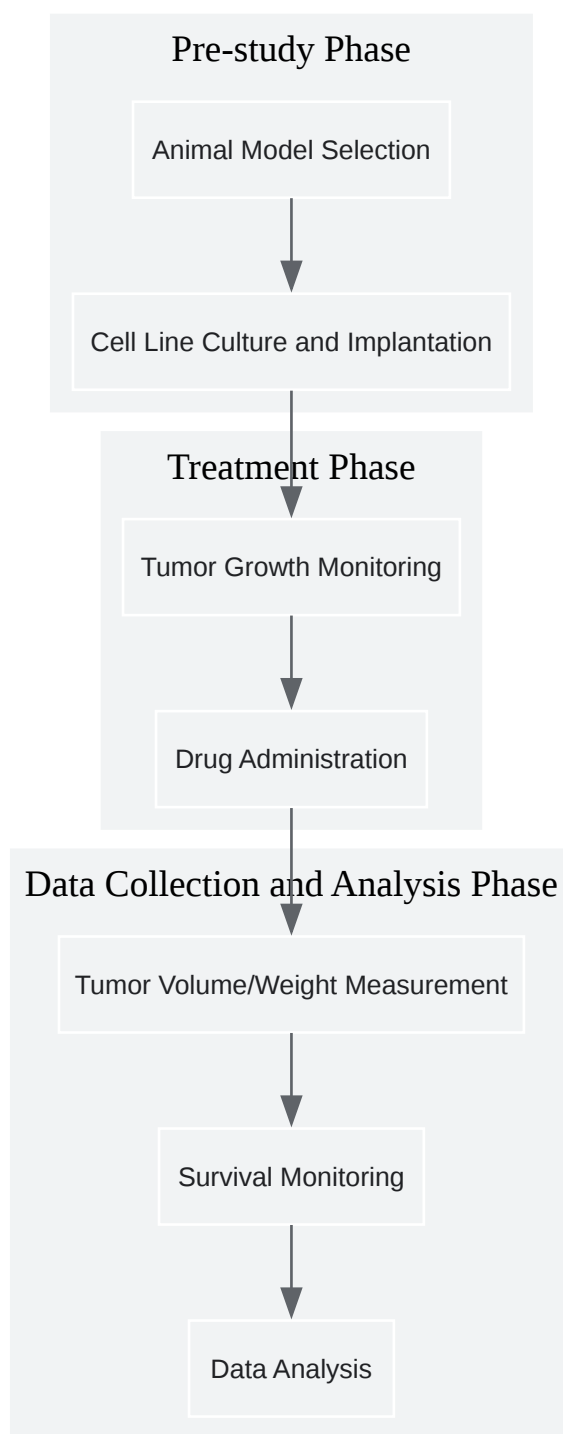 Pre-study Phase
Animal Model Selection
Cell Line Culture and Implantation
Treatment Phase
Tumor Growth Monitoring
Drug Administration
Data Collection and Analysis Phase
Tumor Volume/Weight Measurement
Survival Monitoring
Data Analysis